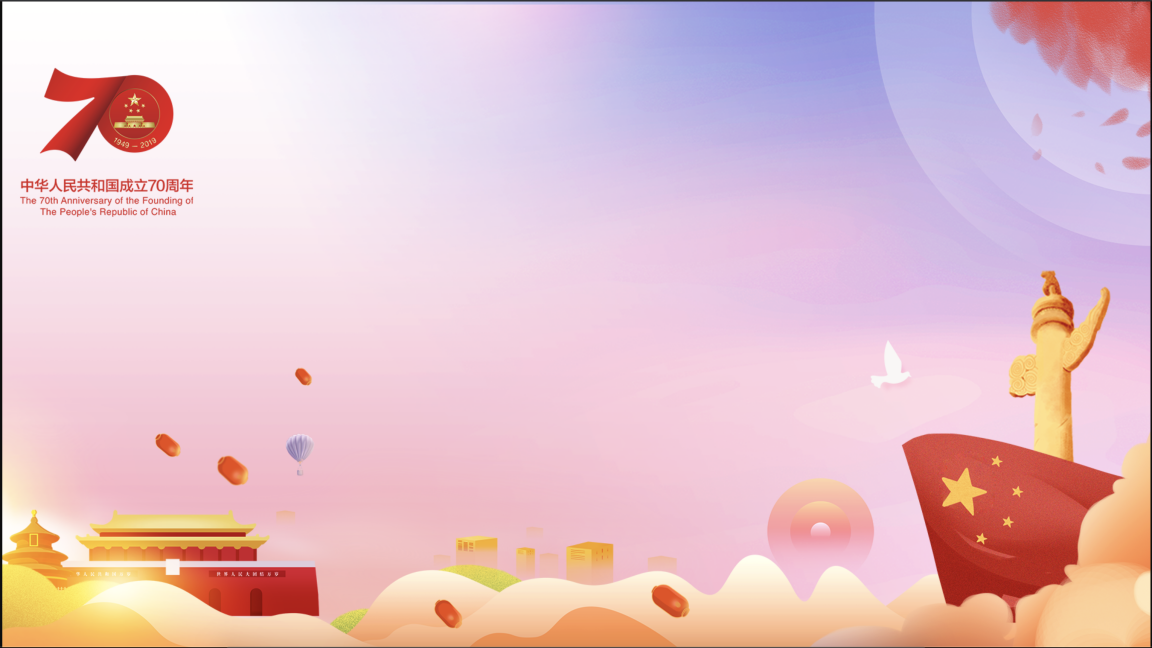 1949 – 2019
中华人民共和国成立70周年
The 70th Anniversary of the Founding of
The People's Republic of China